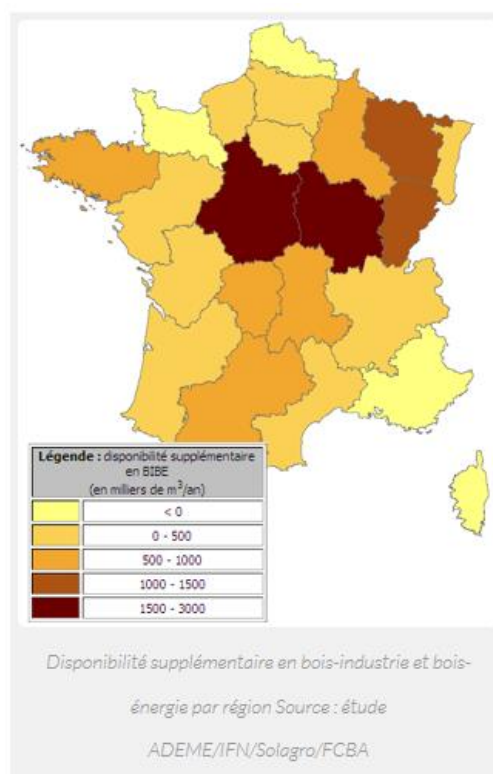 Légende : disponibilité supplémentaire
en BIBE
(en milliers de m³/an)
< 0
0 - 500
500 - 1000
1000 - 1500
1500 - 3000
Disponibilité supplémentaire en bois-industrie et bois-
énergie par région Source : étude
ADEME/IFN/Solagro/FCBA